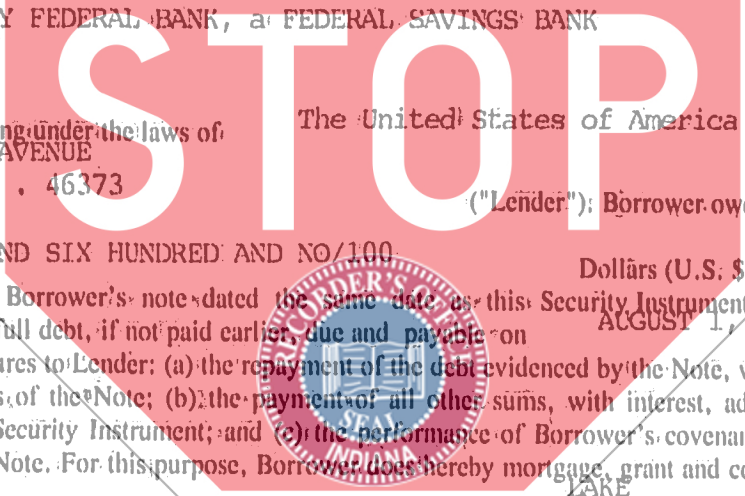 Y FEDERAL BANK, a FEDERAL SAVINGS BANK
STOP
ng under the laws of The United States of America
AVENUE
, 46373
("Lender"). Borrower ow
ND SIX HUNDRED AND NO/100
Dollars (U.S. $
Borrower's note dated the same date as this Security Instrument
full debt, if not paid earlier, due and payable on AUGUST 1,
ures to Lender: (a) the repayment of the debt evidenced by the Note, w
s of the Note; (b) the payment of all other sums, with interest, ad
Security Instrument; and (c) the performance of Borrower's covenan
Note. For this purpose, Borrower does hereby mortgage, grant and co
LAKE
RECORDER'S OFFICE
SEAL
INDIANA